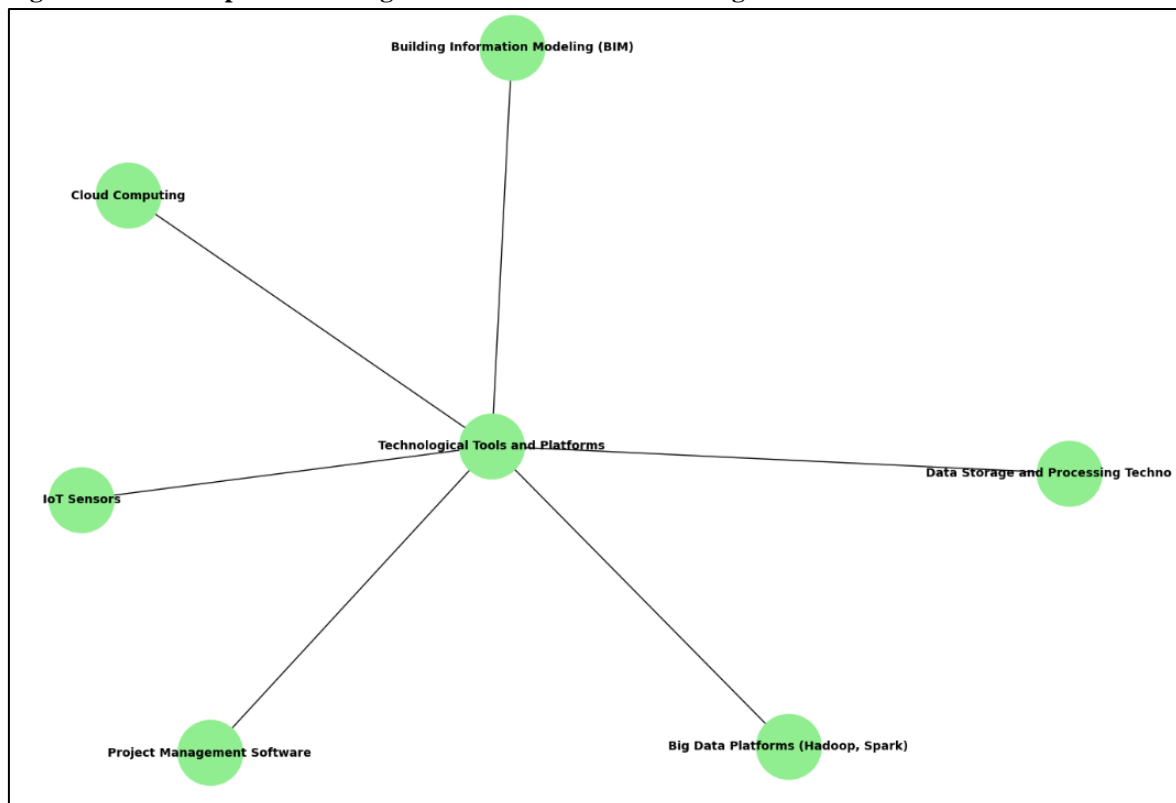 Building Information Modeling (BIM)
Cloud Computing
Technological Tools and Platforms
Data Storage and Processing Techno
IoT Sensors
Project Management Software
Big Data Platforms (Hadoop, Spark)